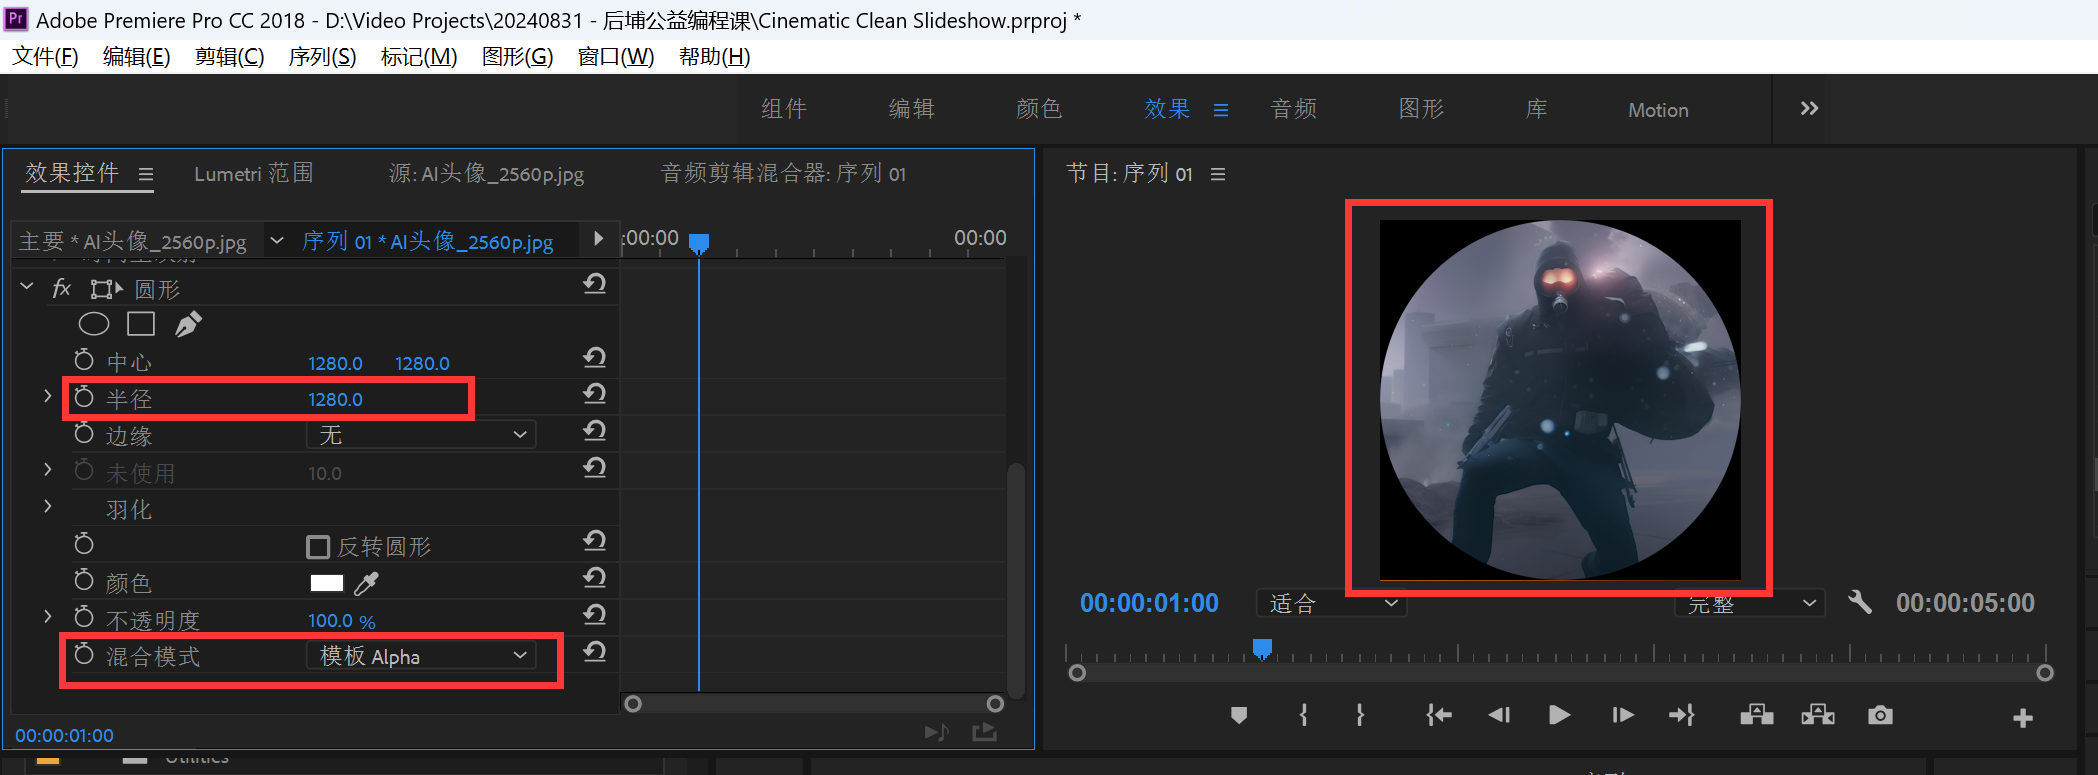 Pr Adobe Premiere Pro CC 2018 - D:\Video Projects\20240831 - 后埔公益编程课\Cinematic Clean Slideshow.prproj *
文件(F) 编辑(E) 剪辑(C) 序列(S) 标记(M) 图形(G) 窗口(W) 帮助(H)
组件 编辑 颜色 效果 音频 图形 库 Motion
效果控件 Lumetri 范围 源: AI头像_2560p.jpg 音频剪辑混合器: 序列 01
节目: 序列 01
主要 * AI头像_2560p.jpg 序列 01 * AI头像_2560p.jpg :00:00 00:00
fx 圆形
中心 1280.0 1280.0
半径 1280.0
边缘 无
未使用 10.0
羽化
反转圆形
颜色
不透明度 100.0 %
混合模式 模板 Alpha
00:00:01:00
00:00:01:00 适合 完整 00:00:05:00
Utilities